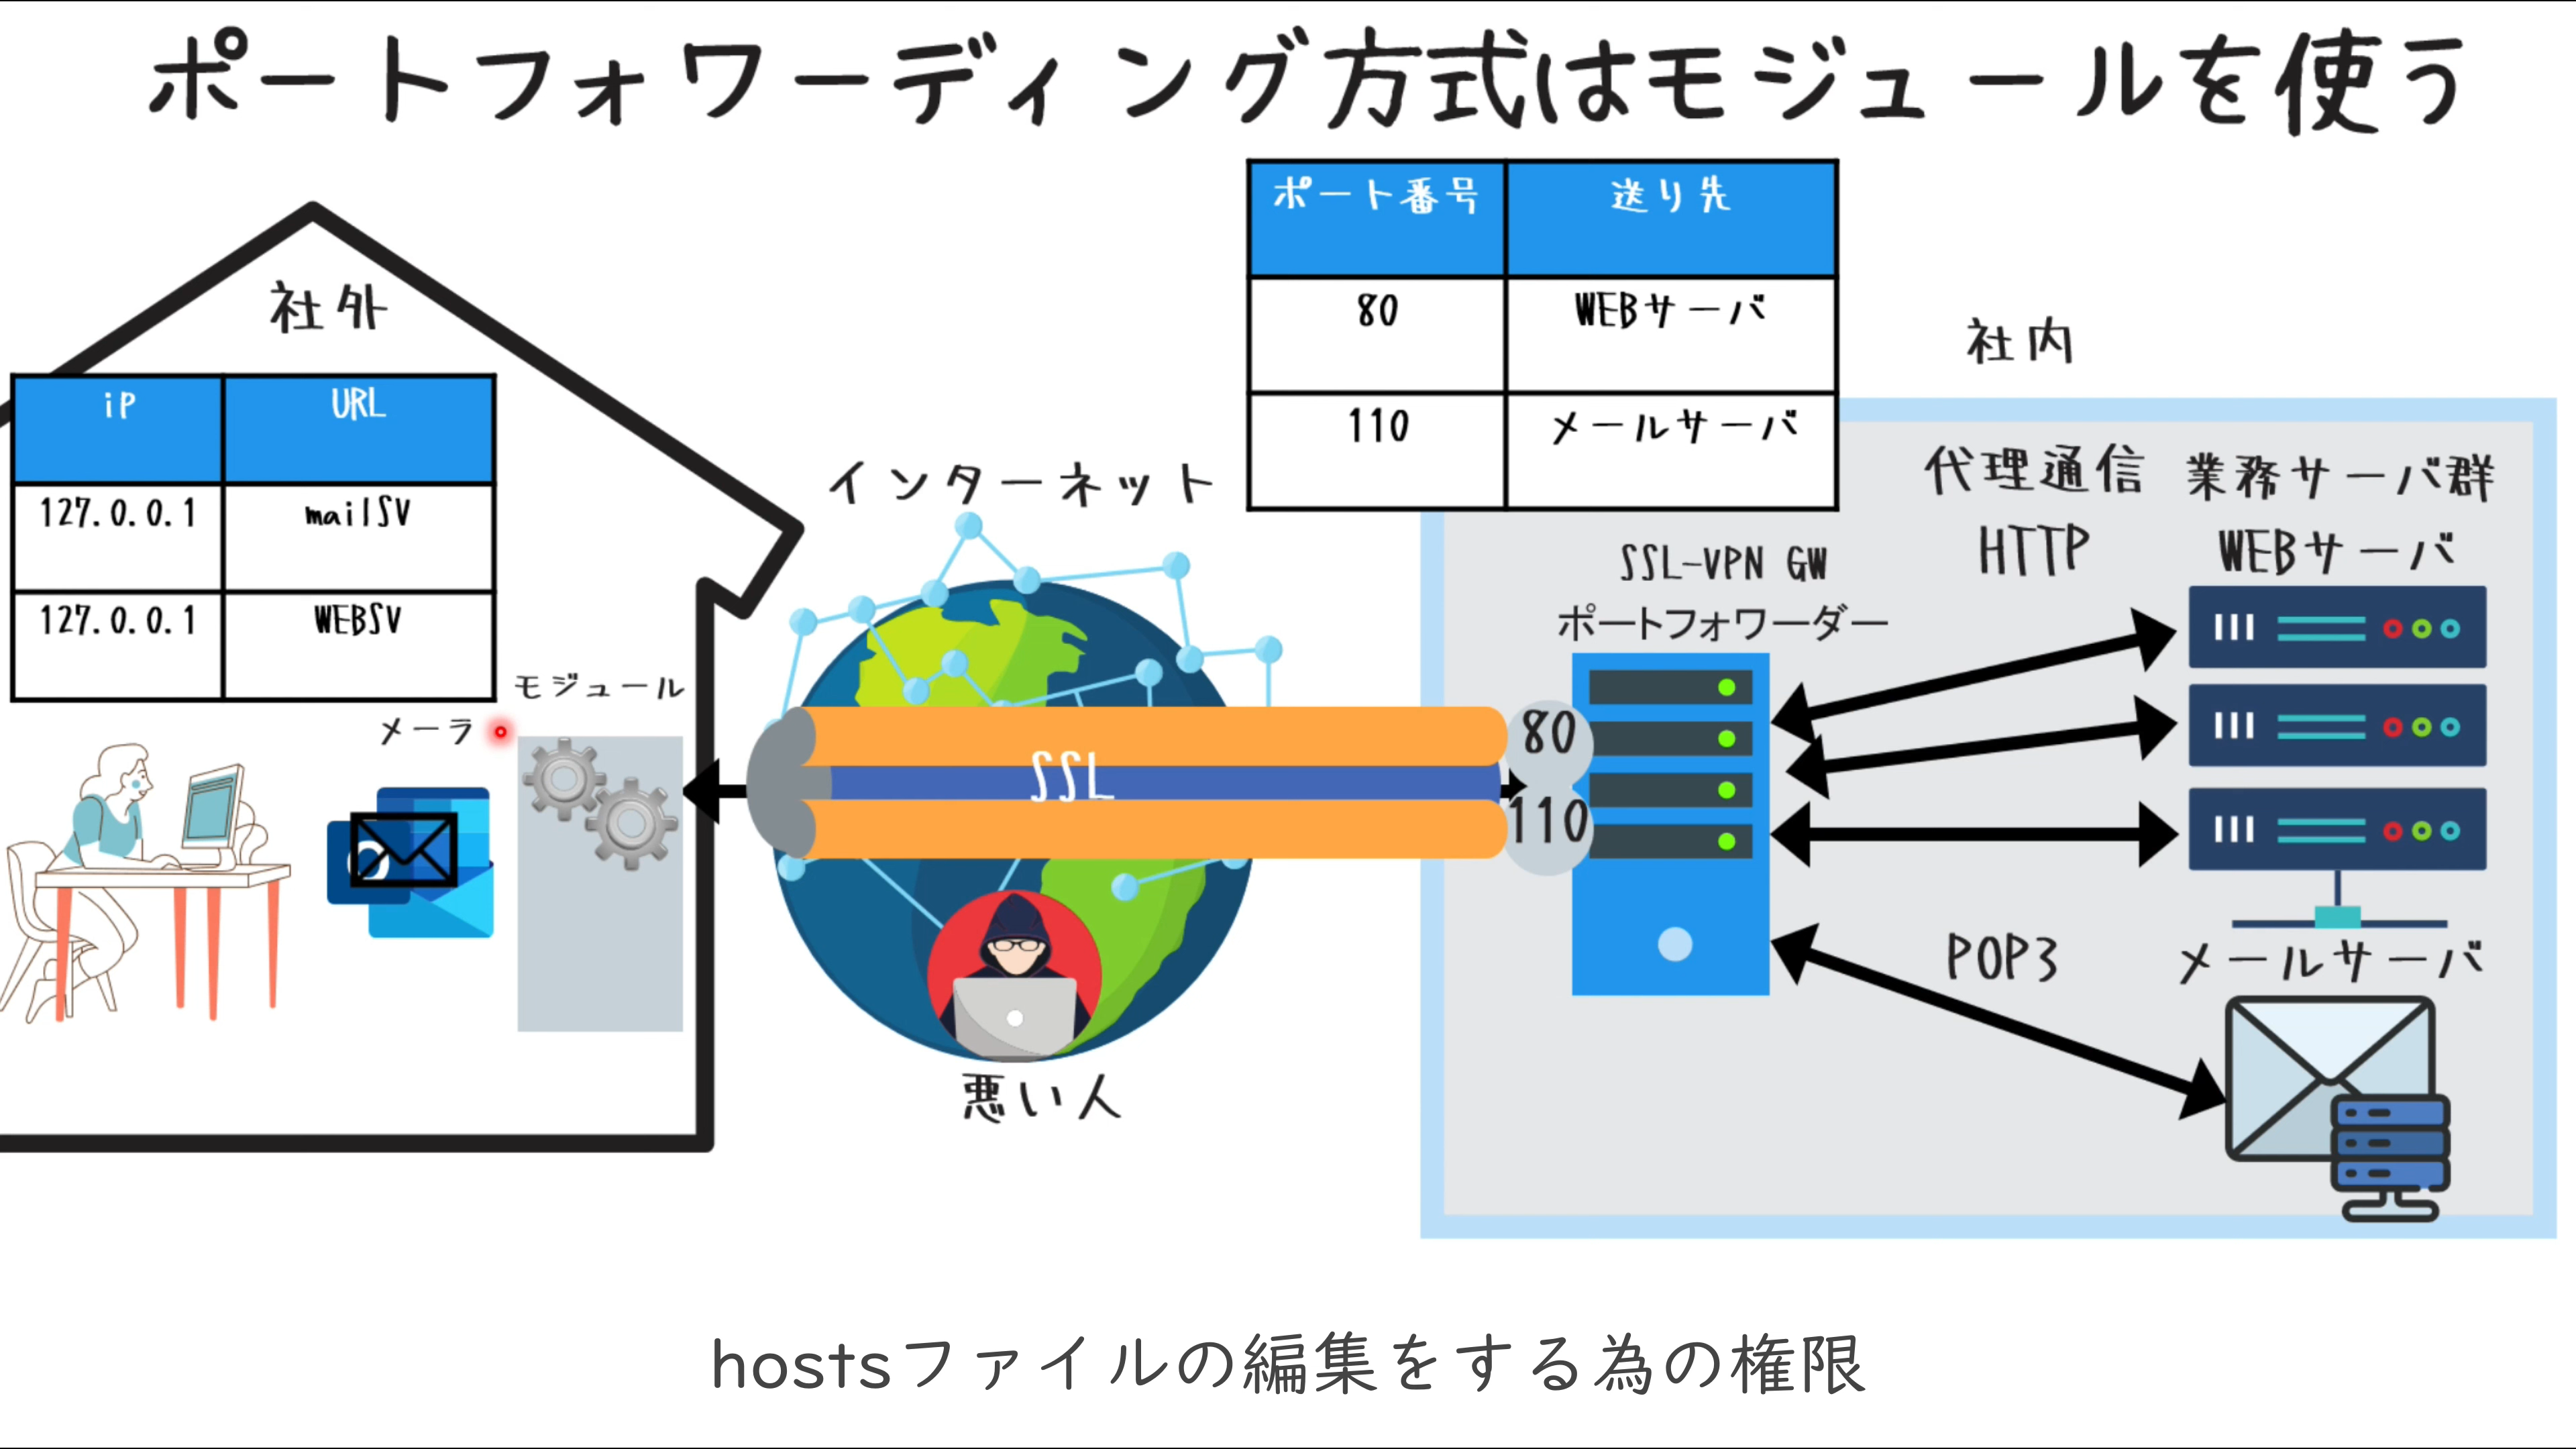 ポートフォワーディング方式はモジュールを使う
ポート番号 送り先
80 WEBサーバ
110 メールサーバ
社外
iP URL
127.0.0.1 mailSV
127.0.0.1 WEBSV
モジュール
メーラ
インターネット
SSL
悪い人
社内
代理通信
HTTP
業務サーバ群
WEBサーバ
SSL-VPN GW
ポートフォワーダー
80
110
POP3
メールサーバ
hostsファイルの編集をする為の権限